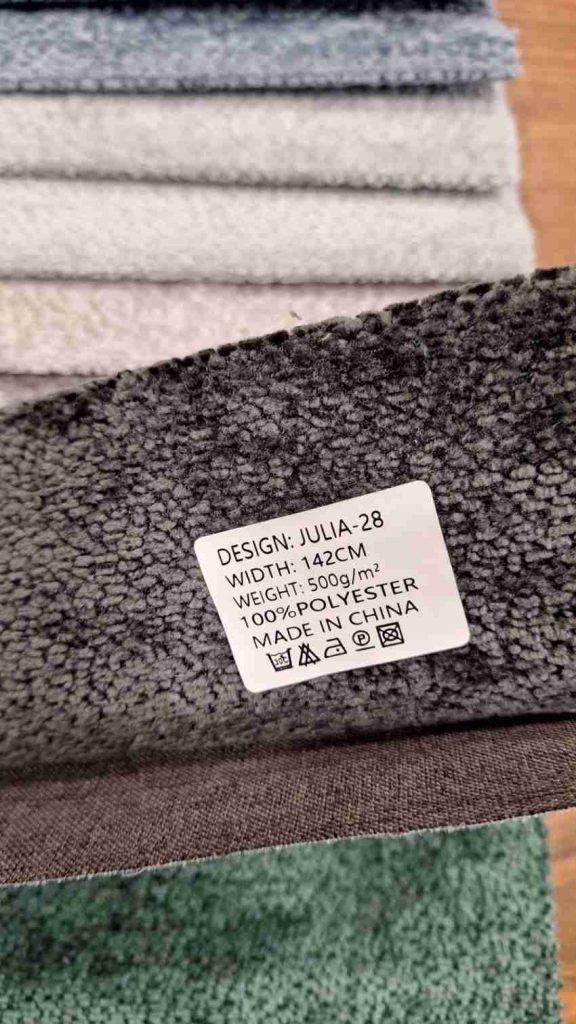 DESIGN: JULIA-28
WIDTH: 142CM
WEIGHT: 500g/m²
100%POLYESTER
MADE IN CHINA